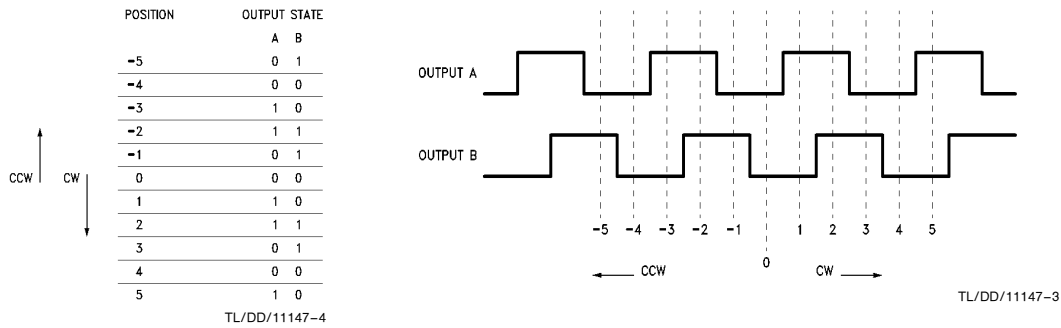 POSITION OUTPUT STATE
A B
-5 0 1
-4 0 0
-3 1 0
-2 1 1
-1 0 1
0 0 0
1 1 0
2 1 1
3 0 1
4 0 0
5 1 0
CCW CW
TL/DD/11147-4
OUTPUT A
OUTPUT B
-5 -4 -3 -2 -1 0 1 2 3 4 5
CCW CW
TL/DD/11147-3